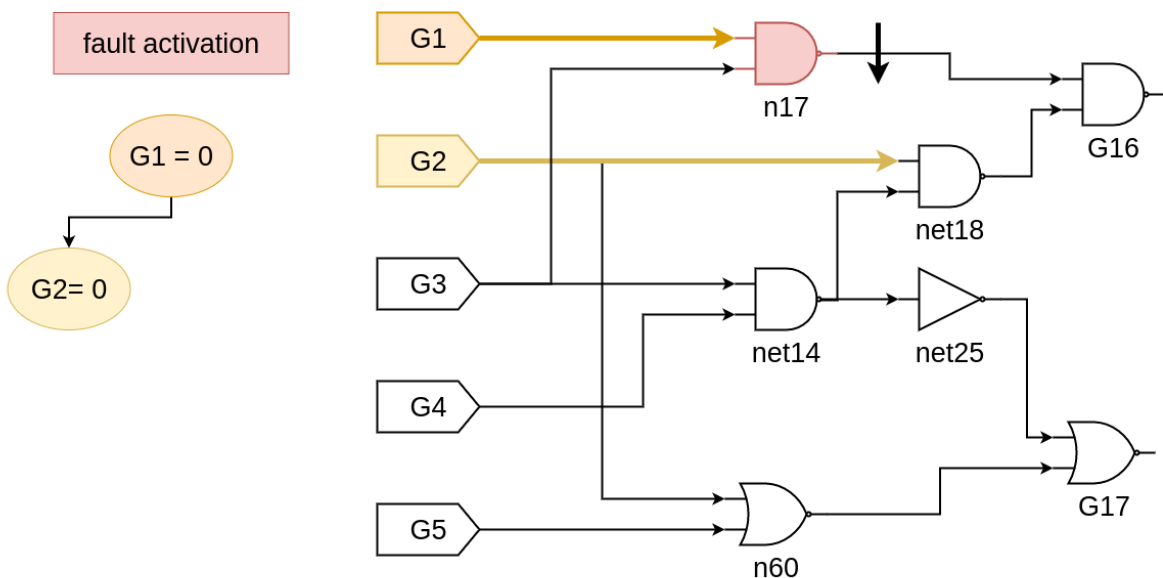 fault activation
G1 = 0
G2= 0
G1
n17
G16
G2
net18
G3
net14
net25
G4
G17
G5
n60